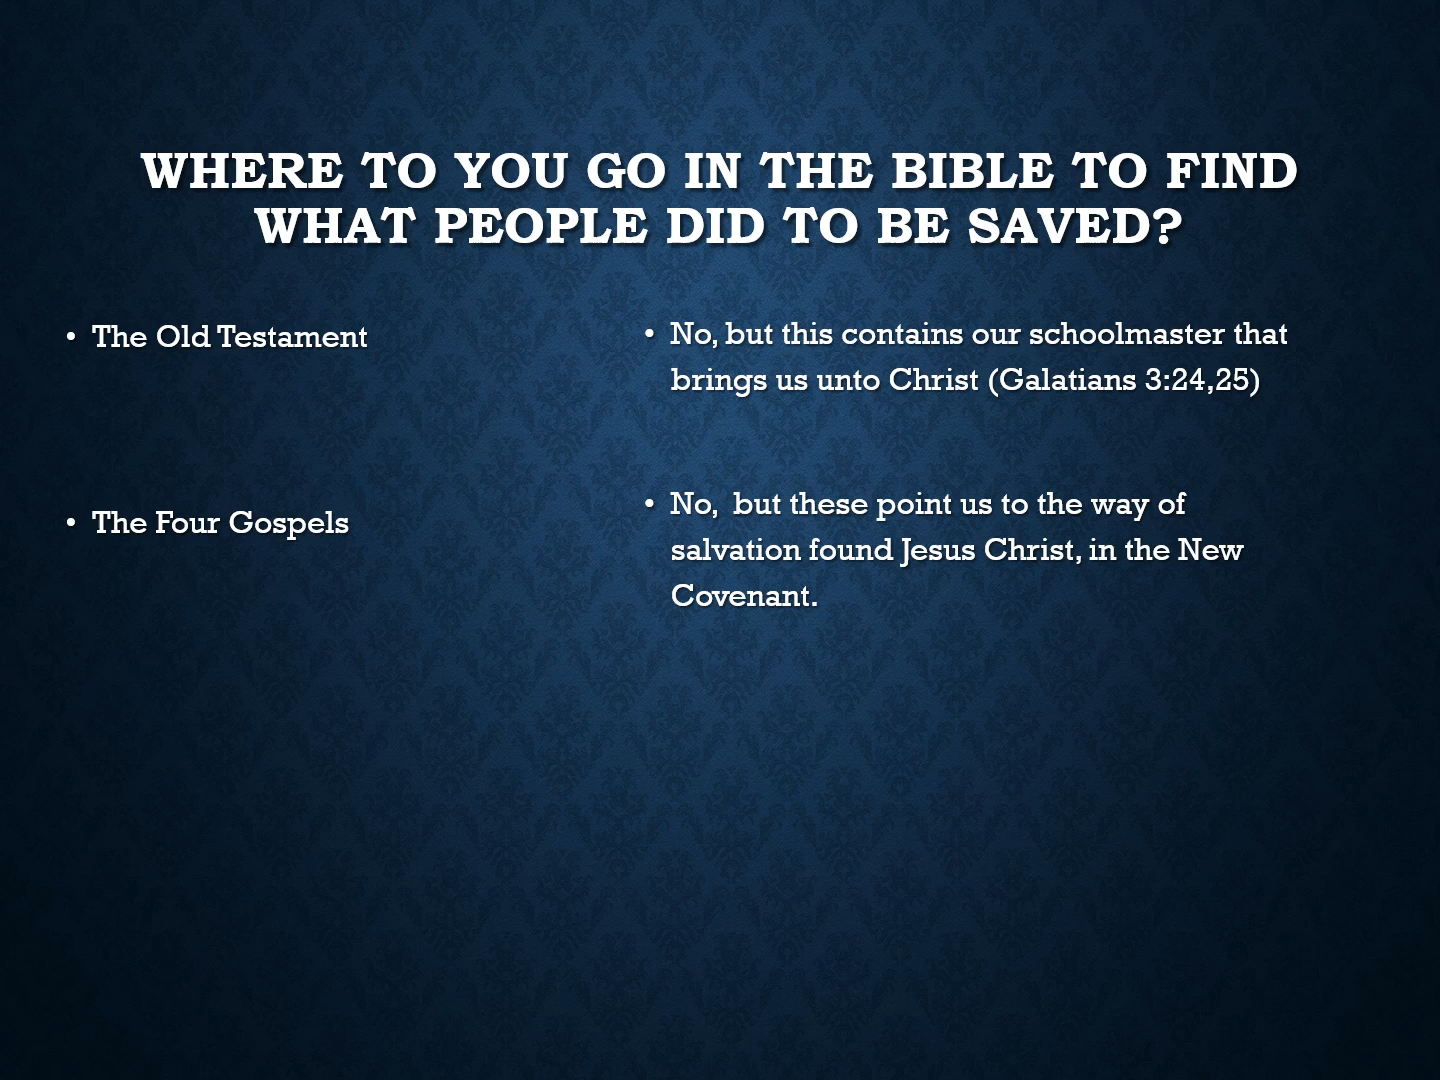 WHERE TO YOU GO IN THE BIBLE TO FIND
WHAT PEOPLE DID TO BE SAVED?
• The Old Testament
• No, but this contains our schoolmaster that
brings us unto Christ (Galatians 3:24,25)
• The Four Gospels
• No,  but these point us to the way of
salvation found Jesus Christ, in the New
Covenant.